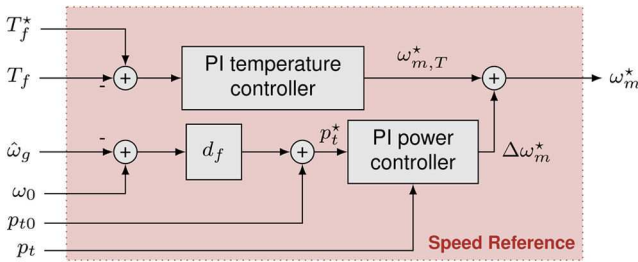 T_f^⋆
T_f
-
+
PI temperature
controller
ω_{m,T}^⋆
+
ω_m^⋆
ω̂_g
-
+
d_f
+
p_t^⋆
PI power
controller
Δω_m^⋆
ω_0
p_{t0}
p_t
Speed Reference